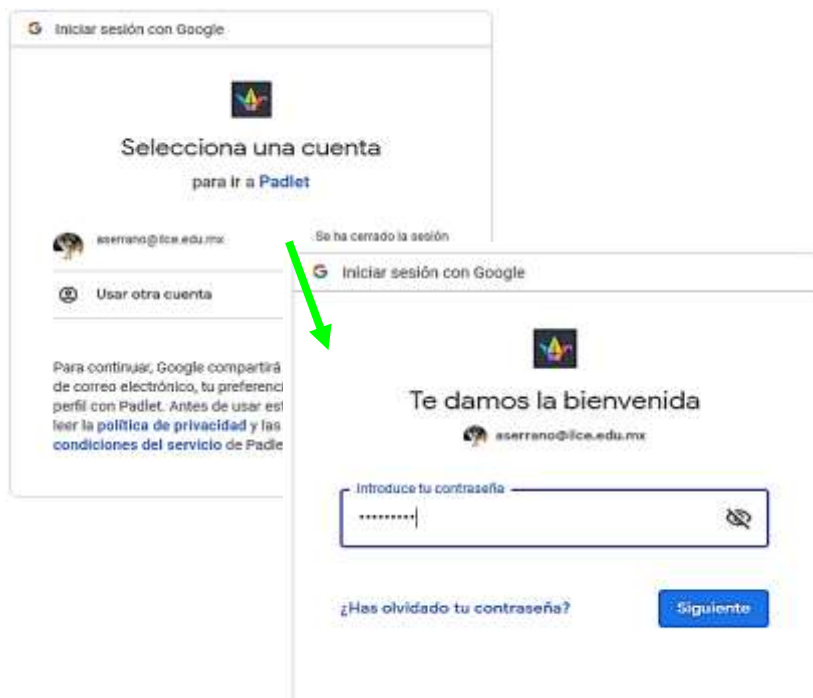 Iniciar sesión con Google
Selecciona una cuenta
para ir a Padlet
aserrano@ilce.edu.mx
Se ha cerrado la sesión
Usar otra cuenta
Para continuar, Google compartirá
de correo electrónico, tu preferenci
perfil con Padlet. Antes de usar est
leer la política de privacidad y las
condiciones del servicio de Padle
Iniciar sesión con Google
Te damos la bienvenida
aserrano@ilce.edu.mx
Introduce tu contraseña
•••••••••
¿Has olvidado tu contraseña?
Siguiente